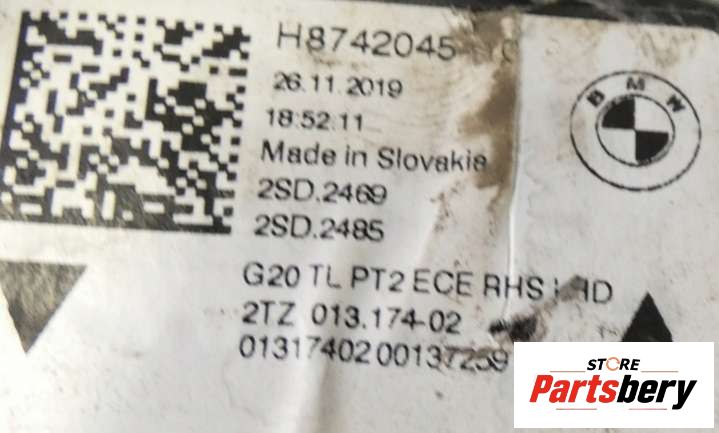 H8742045
26.11.2019
18:52:11
Made in Slovakia
2SD.2469
2SD.2485
BMW
G20 TL PT2 ECE RHS
2TZ 013.174-02
01317402 00137259
STORE
Partsbery